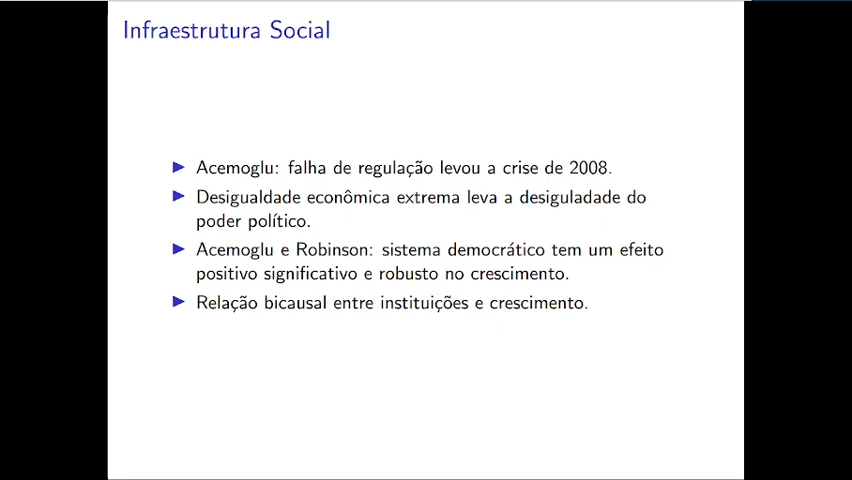 Infraestrutura Social
▶ Acemoglu: falha de regulação levou a crise de 2008.
▶ Desigualdade econômica extrema leva a desiguladade do
poder político.
▶ Acemoglu e Robinson: sistema democrático tem um efeito
positivo significativo e robusto no crescimento.
▶ Relação bicausal entre instituições e crescimento.